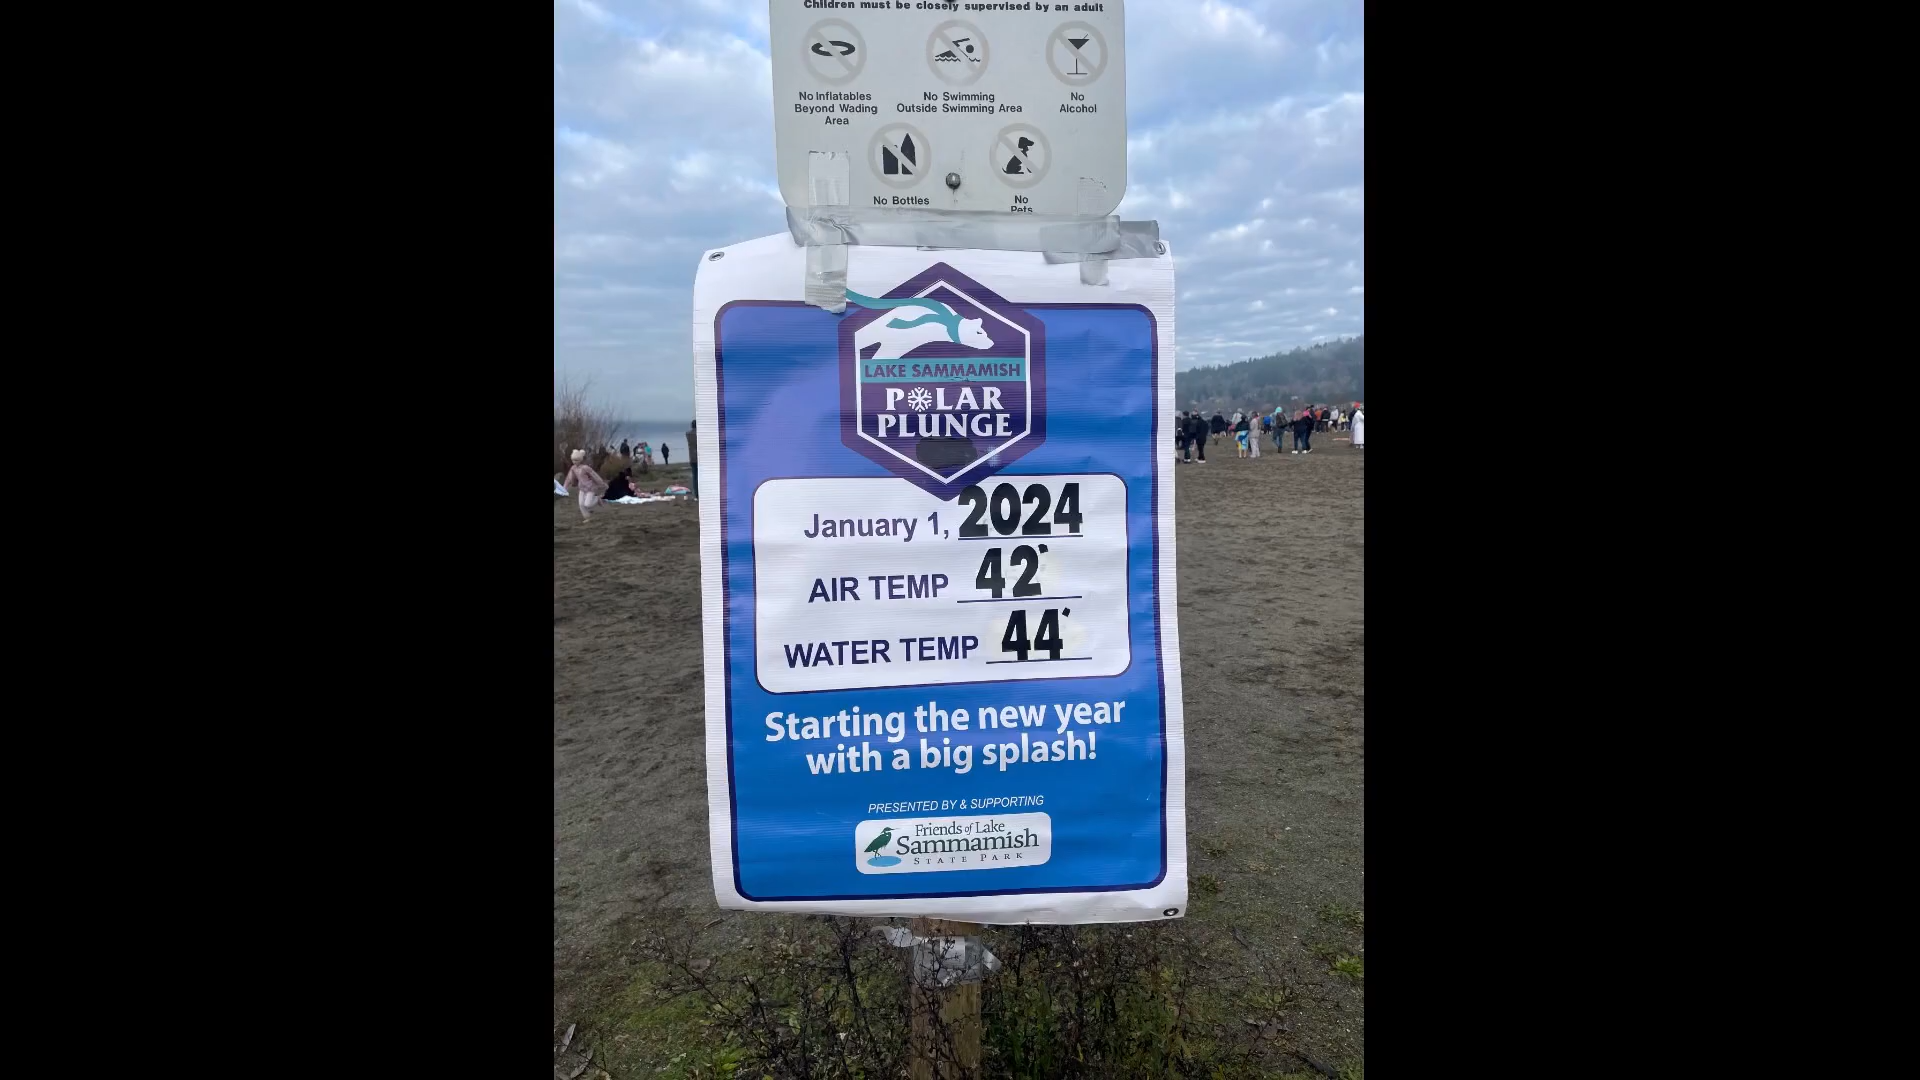 Children must be closely supervised by an adult
No Inflatables
Beyond Wading
Area
No Swimming
Outside Swimming Area
No
Alcohol
No Bottles
No
Pets
LAKE SAMMAMISH
POLAR
PLUNGE
January 1, 2024
AIR TEMP 42°
WATER TEMP 44°
Starting the new year
with a big splash!
PRESENTED BY & SUPPORTING
Friends of Lake
Sammamish
STATE PARK